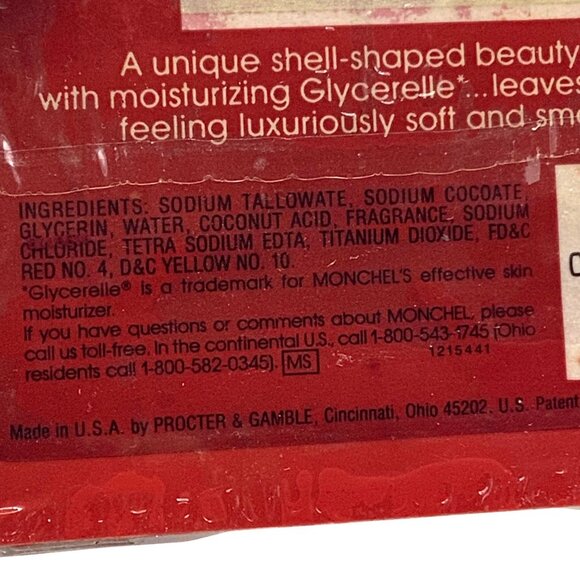 A unique shell-shaped beauty
with moisturizing Glycerelle*...leaves
feeling luxuriously soft and smo
INGREDIENTS: SODIUM TALLOWATE, SODIUM COCOATE,
GLYCERIN, WATER, COCONUT ACID, FRAGRANCE, SODIUM
CHLORIDE, TETRA SODIUM EDTA, TITANIUM DIOXIDE, FD&C
RED NO. 4, D&C YELLOW NO. 10.
*Glycerelle® is a trademark for MONCHEL'S effective skin
moisturizer.
If you have questions or comments about MONCHEL, please
call us toll-free. In the continental U.S., call 1-800-543-1745 (Ohio
residents call 1-800-582-0345). MS
1215441
Made in U.S.A. by PROCTER & GAMBLE, Cincinnati, Ohio 45202, U.S. Patent